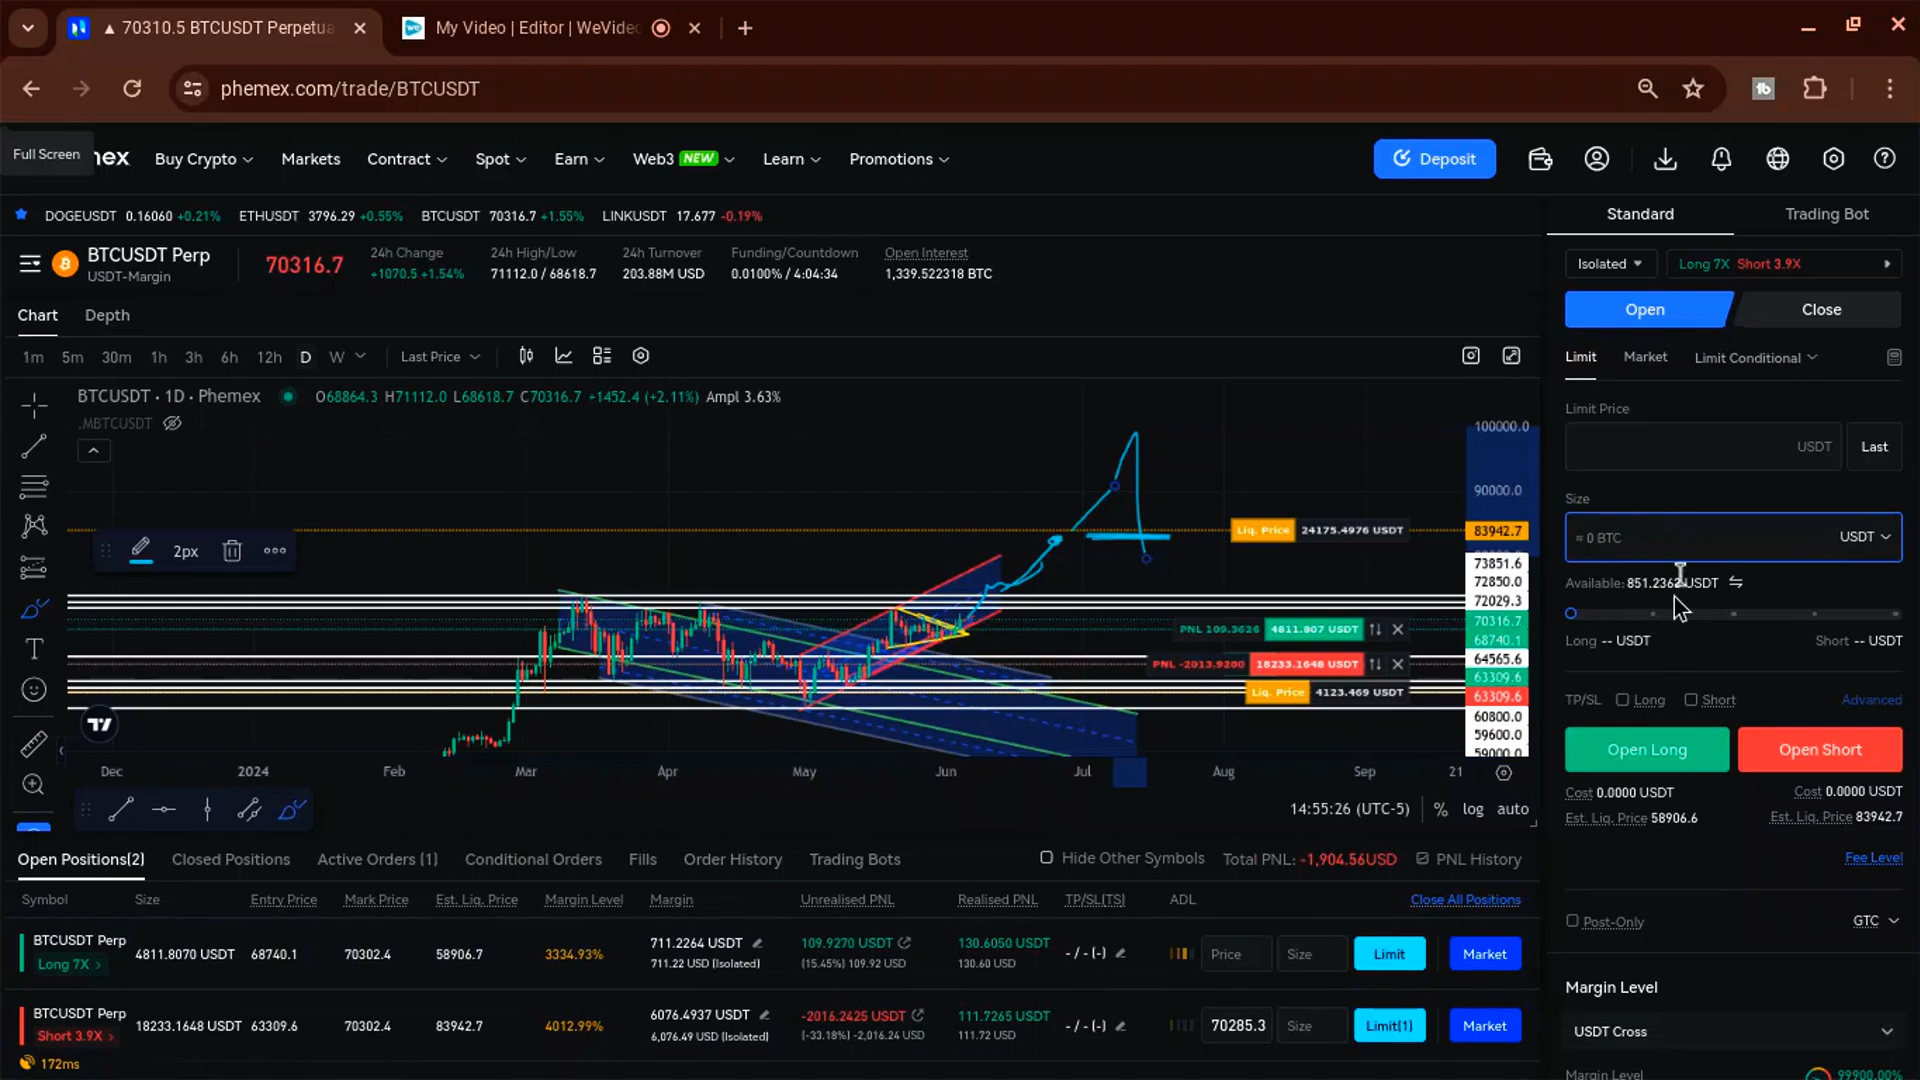 ▲ 70310.5 BTCUSDT Perpetua
My Video | Editor | WeVide
phemex.com/trade/BTCUSDT
Full Screen
mex
Buy Crypto
Markets
Contract
Spot
Earn
Web3 NEW
Learn
Promotions
Deposit
DOGEUSDT 0.16060 +0.21% ETHUSDT 3796.29 +0.55% BTCUSDT 70316.7 +1.55% LINKUSDT 17.677 -0.19%
Standard Trading Bot
BTCUSDT Perp
USDT-Margin
70316.7
24h Change
+1070.5 +1.54%
24h High/Low
71112.0 / 68618.7
24h Turnover
203.88M USD
Funding/Countdown
0.0100% / 4:04:34
Open Interest
1,339.522318 BTC
Isolated Long 7X Short 3.9X
Open Close
Chart Depth
1m 5m 30m 1h 3h 6h 12h D W Last Price
Limit Market Limit Conditional
BTCUSDT · 1D · Phemex O68864.3 H71112.0 L68618.7 C70316.7 +1452.4 (+2.11%) Ampl 3.63%
.MBTCUSDT
2px
Liq. Price 24175.4976 USDT
PNL 109.3626 4811.807 USDT
PNL -2013.9200 18233.1648 USDT
Liq. Price 4123.469 USDT
100000.0
90000.0
83942.7
73851.6
72850.0
72029.3
70316.7
68740.1
64565.6
63309.6
63309.6
60800.0
59600.0
59000.0
Dec 2024 Feb Mar Apr May Jun Jul Aug Sep 21
14:55:26 (UTC-5) % log auto
Limit Price
USDT Last
Size
≈ 0 BTC USDT
Available: 851.2362 USDT
Long -- USDT Short -- USDT
TP/SL Long Short Advanced
Open Long Open Short
Cost 0.0000 USDT Cost 0.0000 USDT
Est. Liq. Price 58906.6 Est. Liq. Price 83942.7
Fee Level
Post-Only GTC
Margin Level
USDT Cross
Margin Level 99900.00%
Open Positions(2) Closed Positions Active Orders (1) Conditional Orders Fills Order History Trading Bots
Hide Other Symbols Total PNL: -1,904.56USD PNL History
Symbol Size Entry Price Mark Price Est. Liq. Price Margin Level Margin Unrealised PNL Realised PNL TP/SL(TS) ADL Close All Positions
BTCUSDT Perp
Long 7X >
4811.8070 USDT 68740.1 70302.4 58906.7 3334.93%
711.2264 USDT
711.22 USD (Isolated)
109.9270 USDT
(15.45%) 109.92 USD
130.6050 USDT
130.60 USD
- / - (-)
Price Size Limit Market
BTCUSDT Perp
Short 3.9X >
18233.1648 USDT 63309.6 70302.4 83942.7 4012.99%
6076.4937 USDT
6,076.49 USD (Isolated)
-2016.2425 USDT
(-33.18%) -2,016.24 USD
111.7265 USDT
111.72 USD
- / - (-)
70285.3 Size Limit(1) Market
172ms